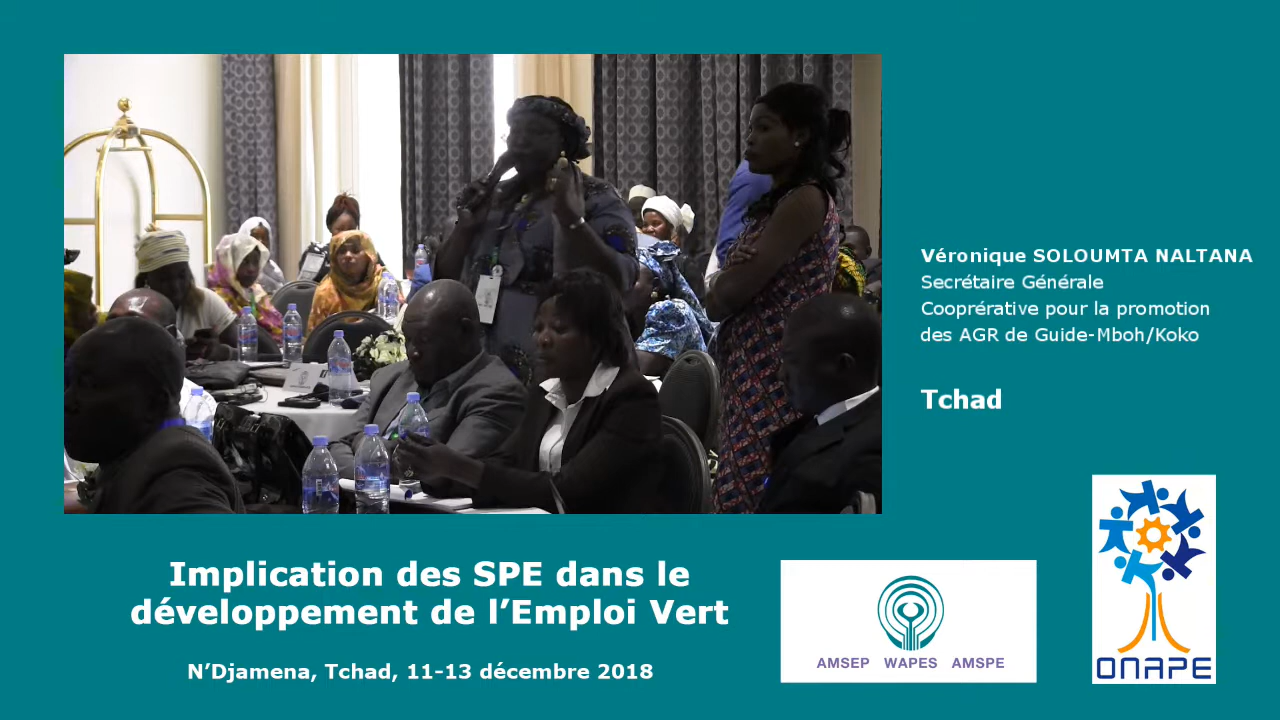 Véronique SOLOUMTA NALTANA
Secrétaire Générale
Cooprérative pour la promotion
des AGR de Guide-Mboh/Koko
Tchad
Implication des SPE dans le
développement de l’Emploi Vert
N’Djamena, Tchad, 11-13 décembre 2018
AMSEP WAPES AMSPE
ONAPE